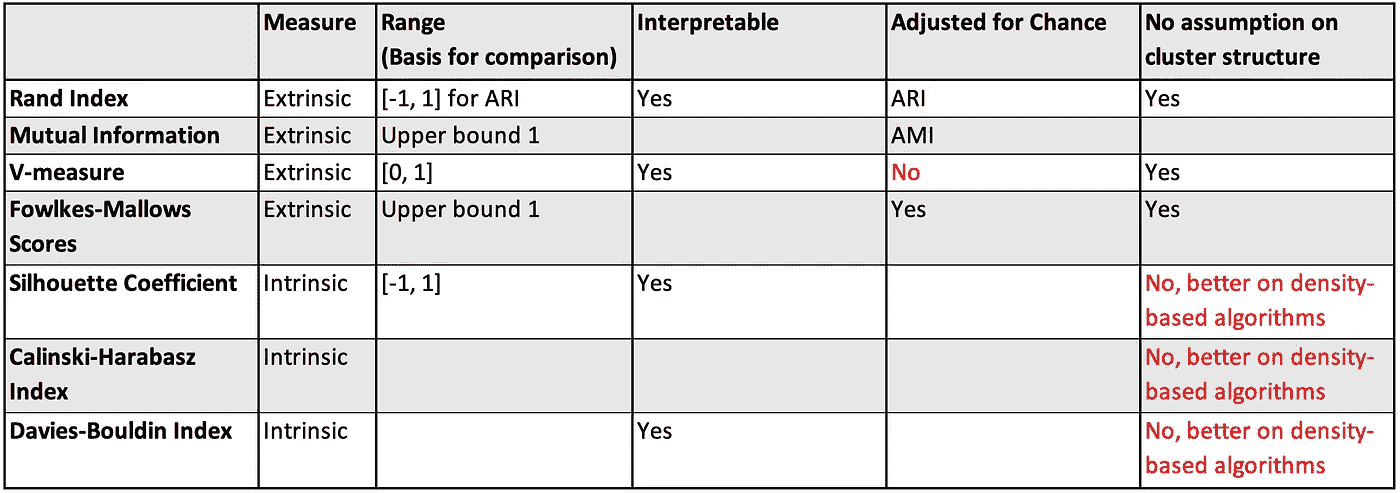 Measure Range Interpretable Adjusted for Chance No assumption on
(Basis for comparison) cluster structure
Rand Index Extrinsic [-1, 1] for ARI Yes ARI Yes
Mutual Information Extrinsic Upper bound 1 AMI
V-measure Extrinsic [0, 1] Yes No Yes
Fowlkes-Mallows Extrinsic Upper bound 1 Yes Yes
Scores
Silhouette Coefficient Intrinsic [-1, 1] Yes No, better on density-
based algorithms
Calinski-Harabasz Intrinsic No, better on density-
Index based algorithms
Davies-Bouldin Index Intrinsic Yes No, better on density-
based algorithms